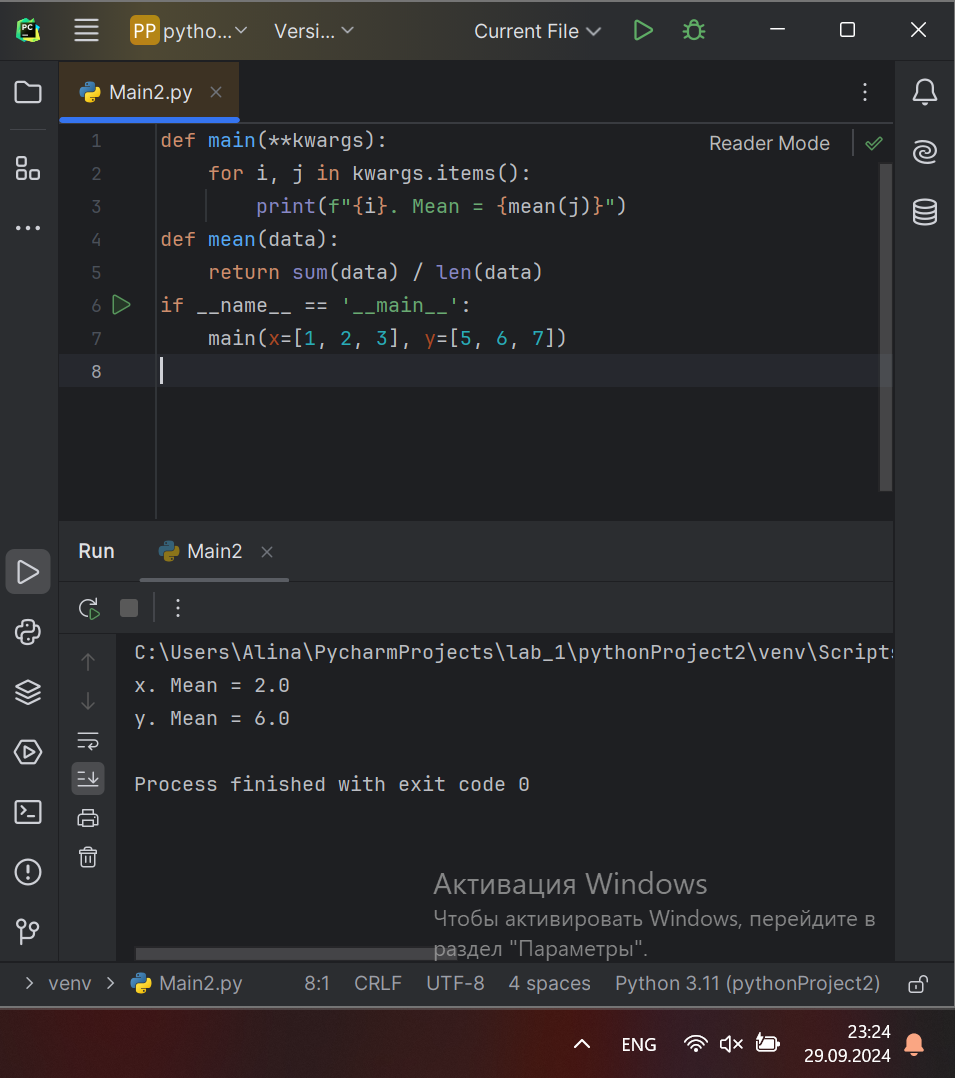 PC
PP pytho... Versi... Current File
Main2.py
Reader Mode
1 def main(**kwargs):
2 for i, j in kwargs.items():
3 print(f"{i}. Mean = {mean(j)}")
4 def mean(data):
5 return sum(data) / len(data)
6 if __name__ == '__main__':
7 main(x=[1, 2, 3], y=[5, 6, 7])
8
Run Main2
C:\Users\Alina\PycharmProjects\lab_1\pythonProject2\venv\Scripts
x. Mean = 2.0
y. Mean = 6.0
Process finished with exit code 0
Активация Windows
Чтобы активировать Windows, перейдите в
раздел "Параметры".
venv Main2.py 8:1 CRLF UTF-8 4 spaces Python 3.11 (pythonProject2)
ENG 23:24
29.09.2024